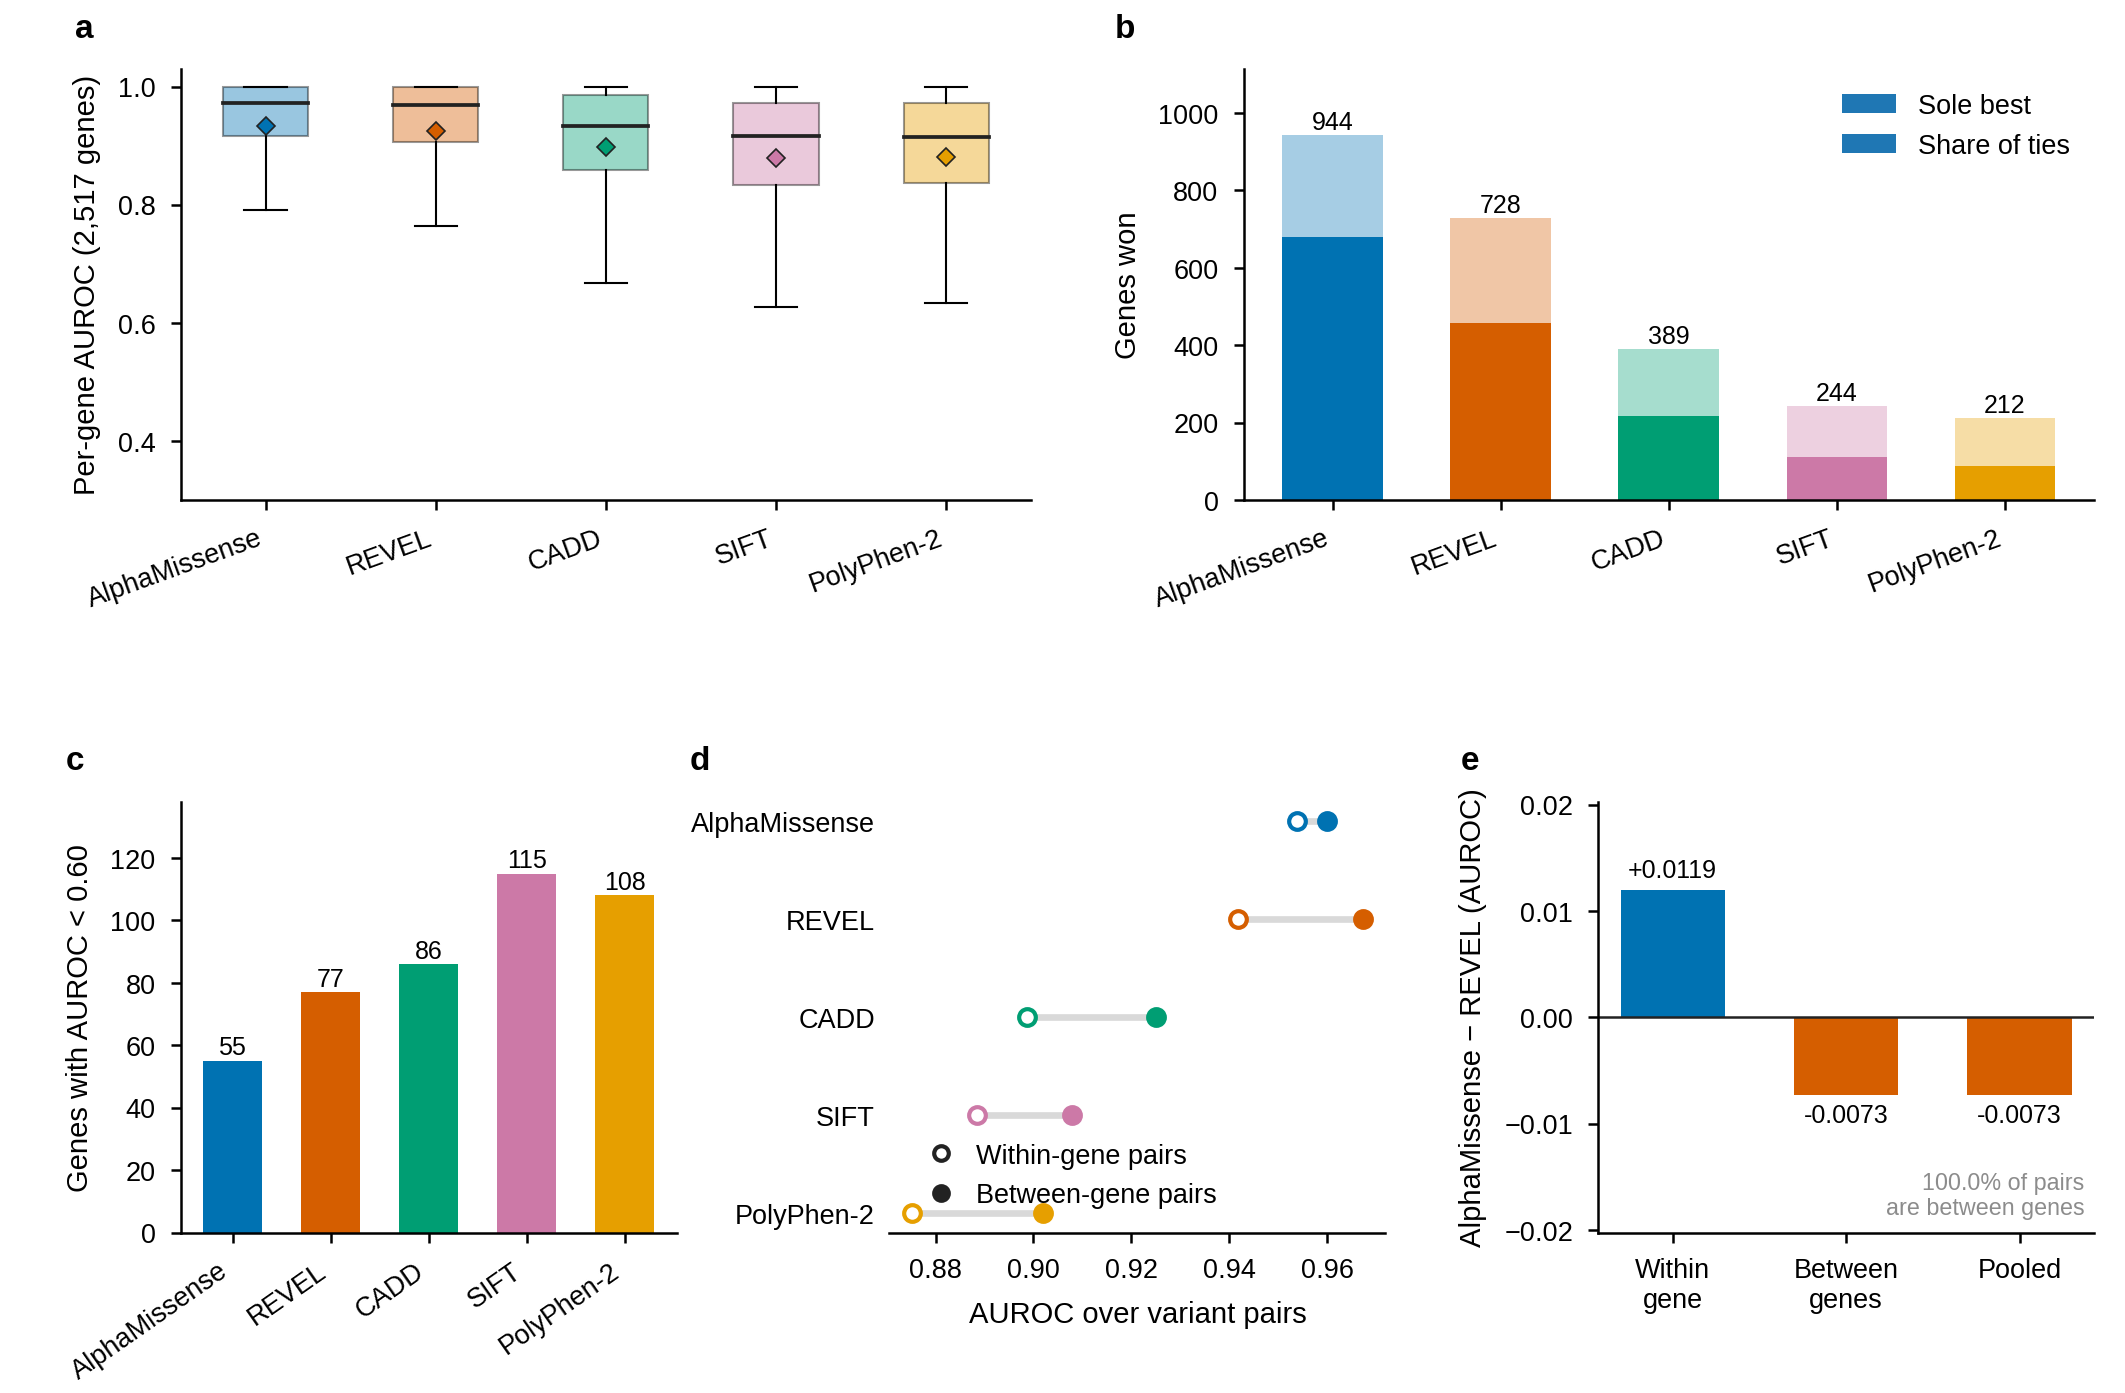 a
Per-gene AUROC (2,517 genes)
1.0
0.8
0.6
0.4
AlphaMissense
REVEL
CADD
SIFT
PolyPhen-2
b
Genes won
1000
800
600
400
200
0
944
728
389
244
212
Sole best
Share of ties
AlphaMissense
REVEL
CADD
SIFT
PolyPhen-2
c
Genes with AUROC < 0.60
120
100
80
60
40
20
0
55
77
86
115
108
AlphaMissense
REVEL
CADD
SIFT
PolyPhen-2
d
AlphaMissense
REVEL
CADD
SIFT
PolyPhen-2
Within-gene pairs
Between-gene pairs
0.88
0.90
0.92
0.94
0.96
AUROC over variant pairs
e
AlphaMissense − REVEL (AUROC)
0.02
0.01
0.00
−0.01
−0.02
+0.0119
-0.0073
-0.0073
100.0% of pairs
are between genes
Within
gene
Between
genes
Pooled